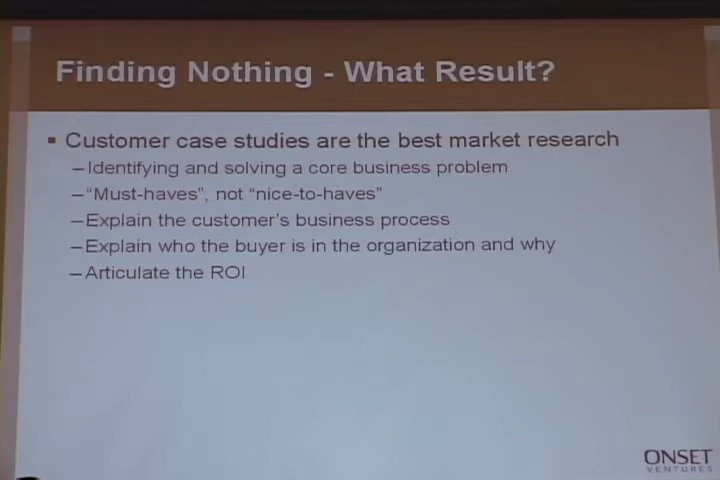 Finding Nothing - What Result?
▪ Customer case studies are the best market research
–Identifying and solving a core business problem
–“Must-haves”, not “nice-to-haves”
–Explain the customer’s business process
–Explain who the buyer is in the organization and why
–Articulate the ROI
ONSET
VENTURES